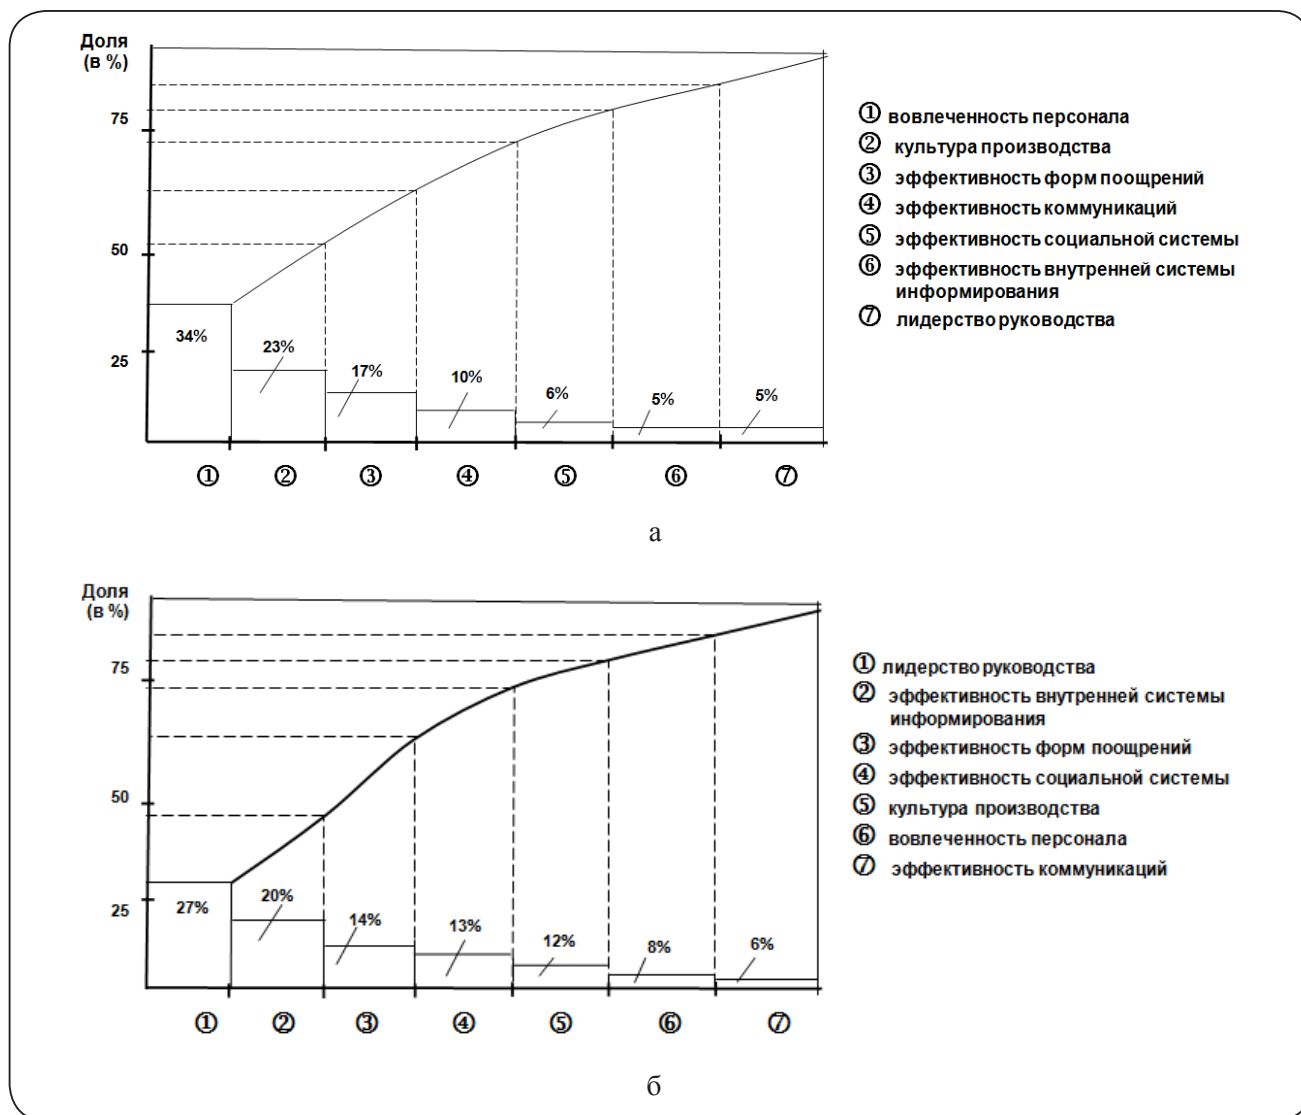 Доля
(в %)
75
50
25
34%
23%
17%
10%
6%
5%
5%
① ② ③ ④ ⑤ ⑥ ⑦
① вовлеченность персонала
② культура производства
③ эффективность форм поощрений
④ эффективность коммуникаций
⑤ эффективность социальной системы
⑥ эффективность внутренней системы
информирования
⑦ лидерство руководства
а
Доля
(в %)
75
50
25
27%
20%
14%
13%
12%
8%
6%
① ② ③ ④ ⑤ ⑥ ⑦
① лидерство руководства
② эффективность внутренней системы
информирования
③ эффективность форм поощрений
④ эффективность социальной системы
⑤ культура производства
⑥ вовлеченность персонала
⑦ эффективность коммуникаций
б